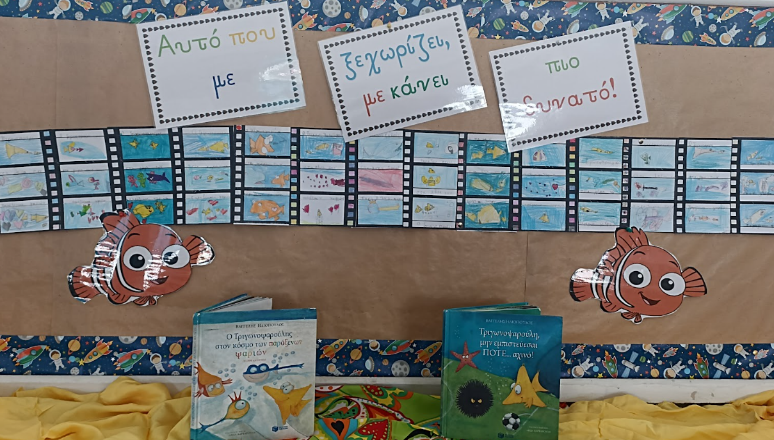 Αυτό που
με
ξεχωρίζει,
με κάνει
πιο
δυνατό!
Ο Τριγωνοψαρούλης
στον κόσμο των παράξενων
ψαριών
Τριγωνοψαρούλη,
μην εμπιστεύεσαι
ΠΟΤΕ... αχινό!